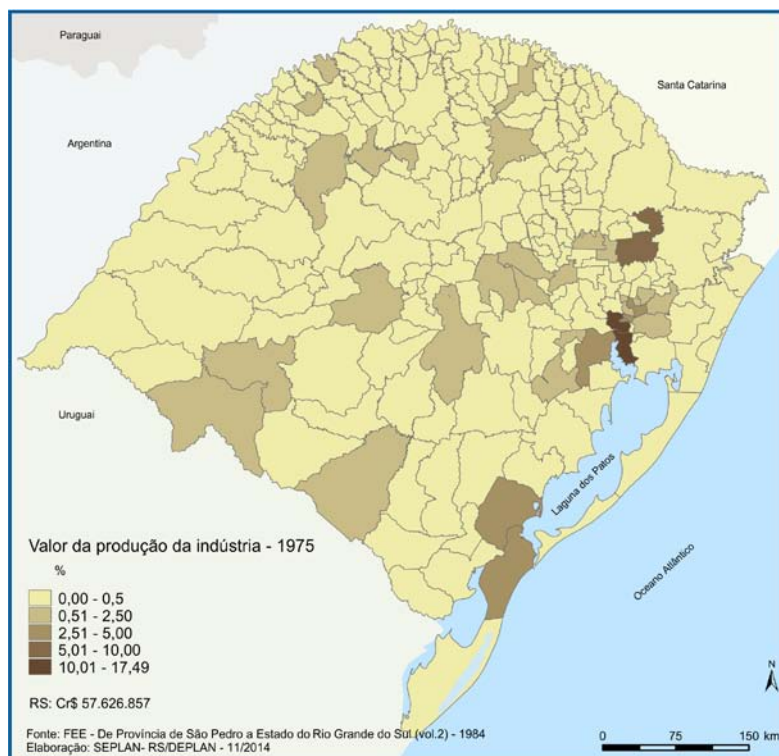 Paraguai
Santa Catarina
Argentina
Uruguai
Laguna dos Patos
Oceano Atlântico
Valor da produção da indústria - 1975
%
0,00 - 0,5
0,51 - 2,50
2,51 - 5,00
5,01 - 10,00
10,01 - 17,49
RS: Cr$ 57.626.857
N
Fonte: FEE - De Província de São Pedro a Estado do Rio Grande do Sul (vol.2) - 1984
Elaboração: SEPLAN- RS/DEPLAN - 11/2014
0 75 150 km